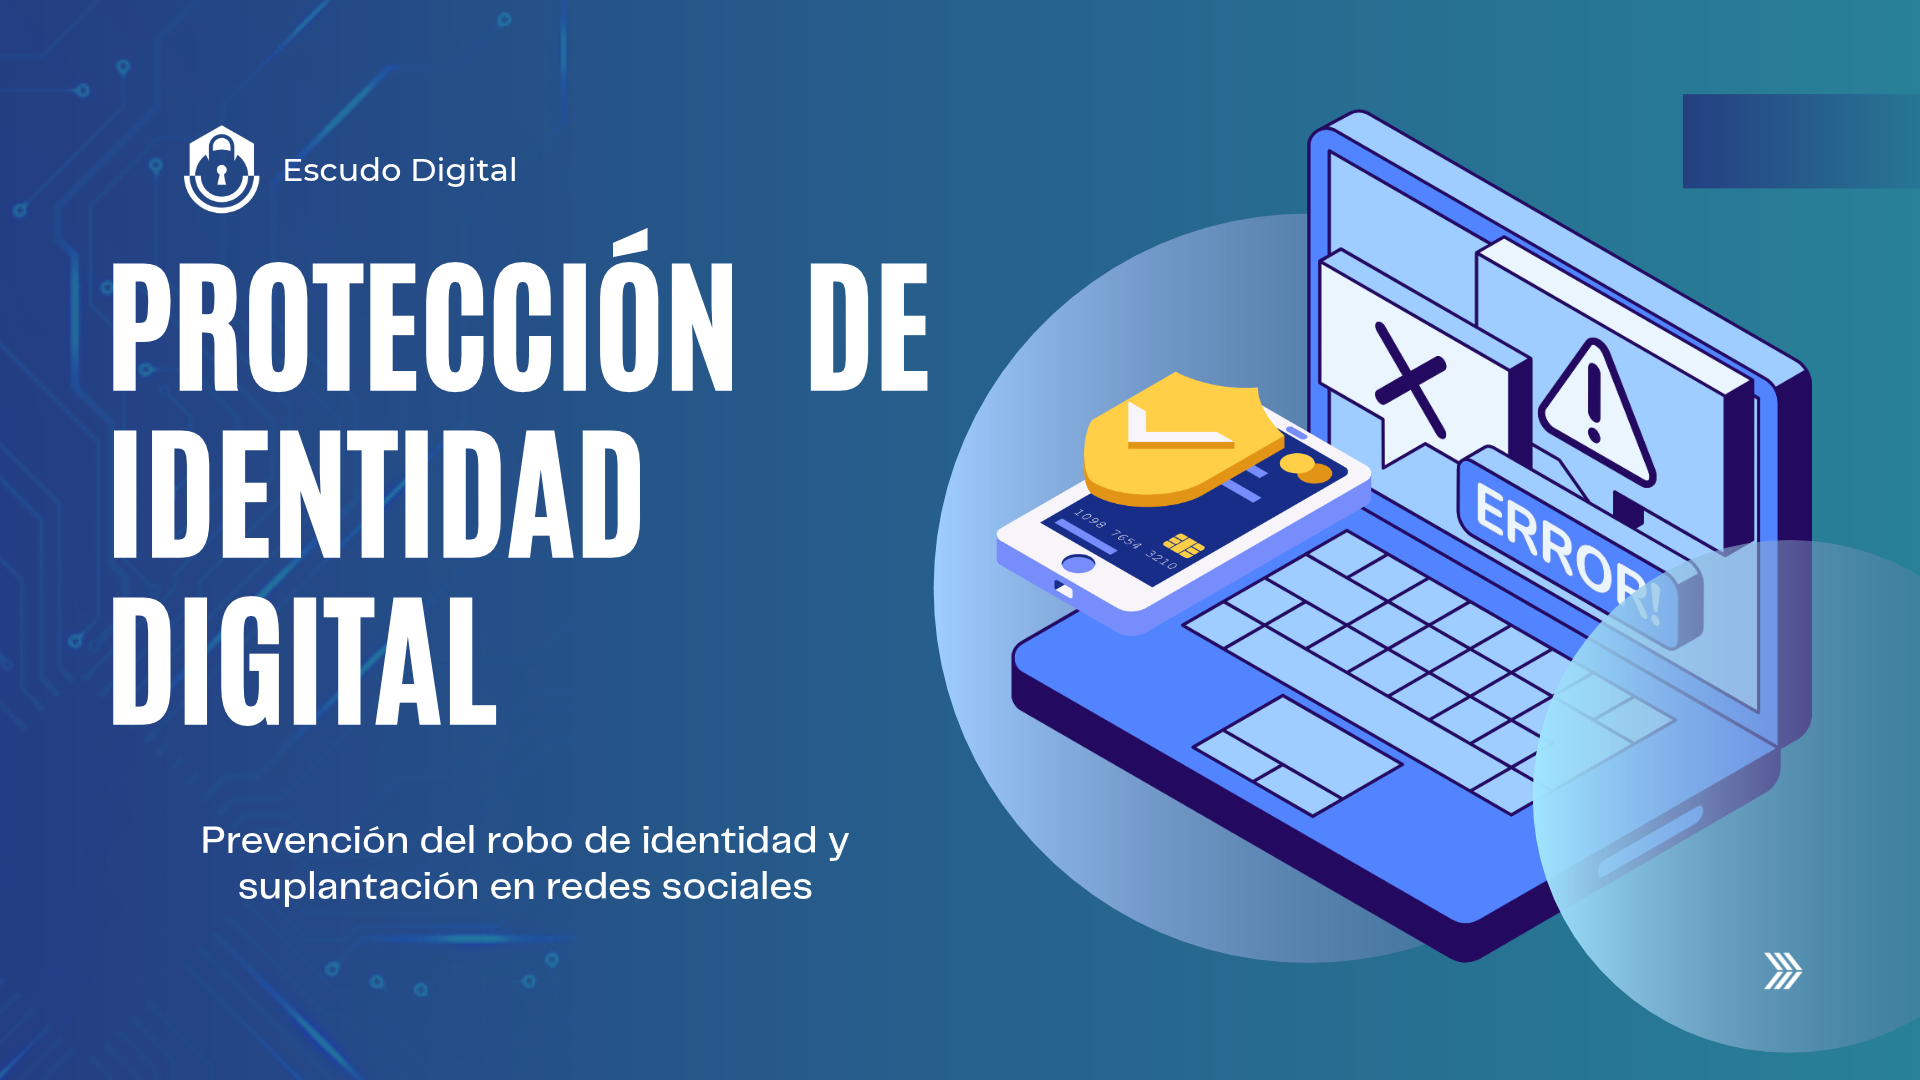 Escudo Digital
PROTECCIÓN DE
IDENTIDAD
DIGITAL
Prevención del robo de identidad y
suplantación en redes sociales
1098 7654 3210
ERROR!